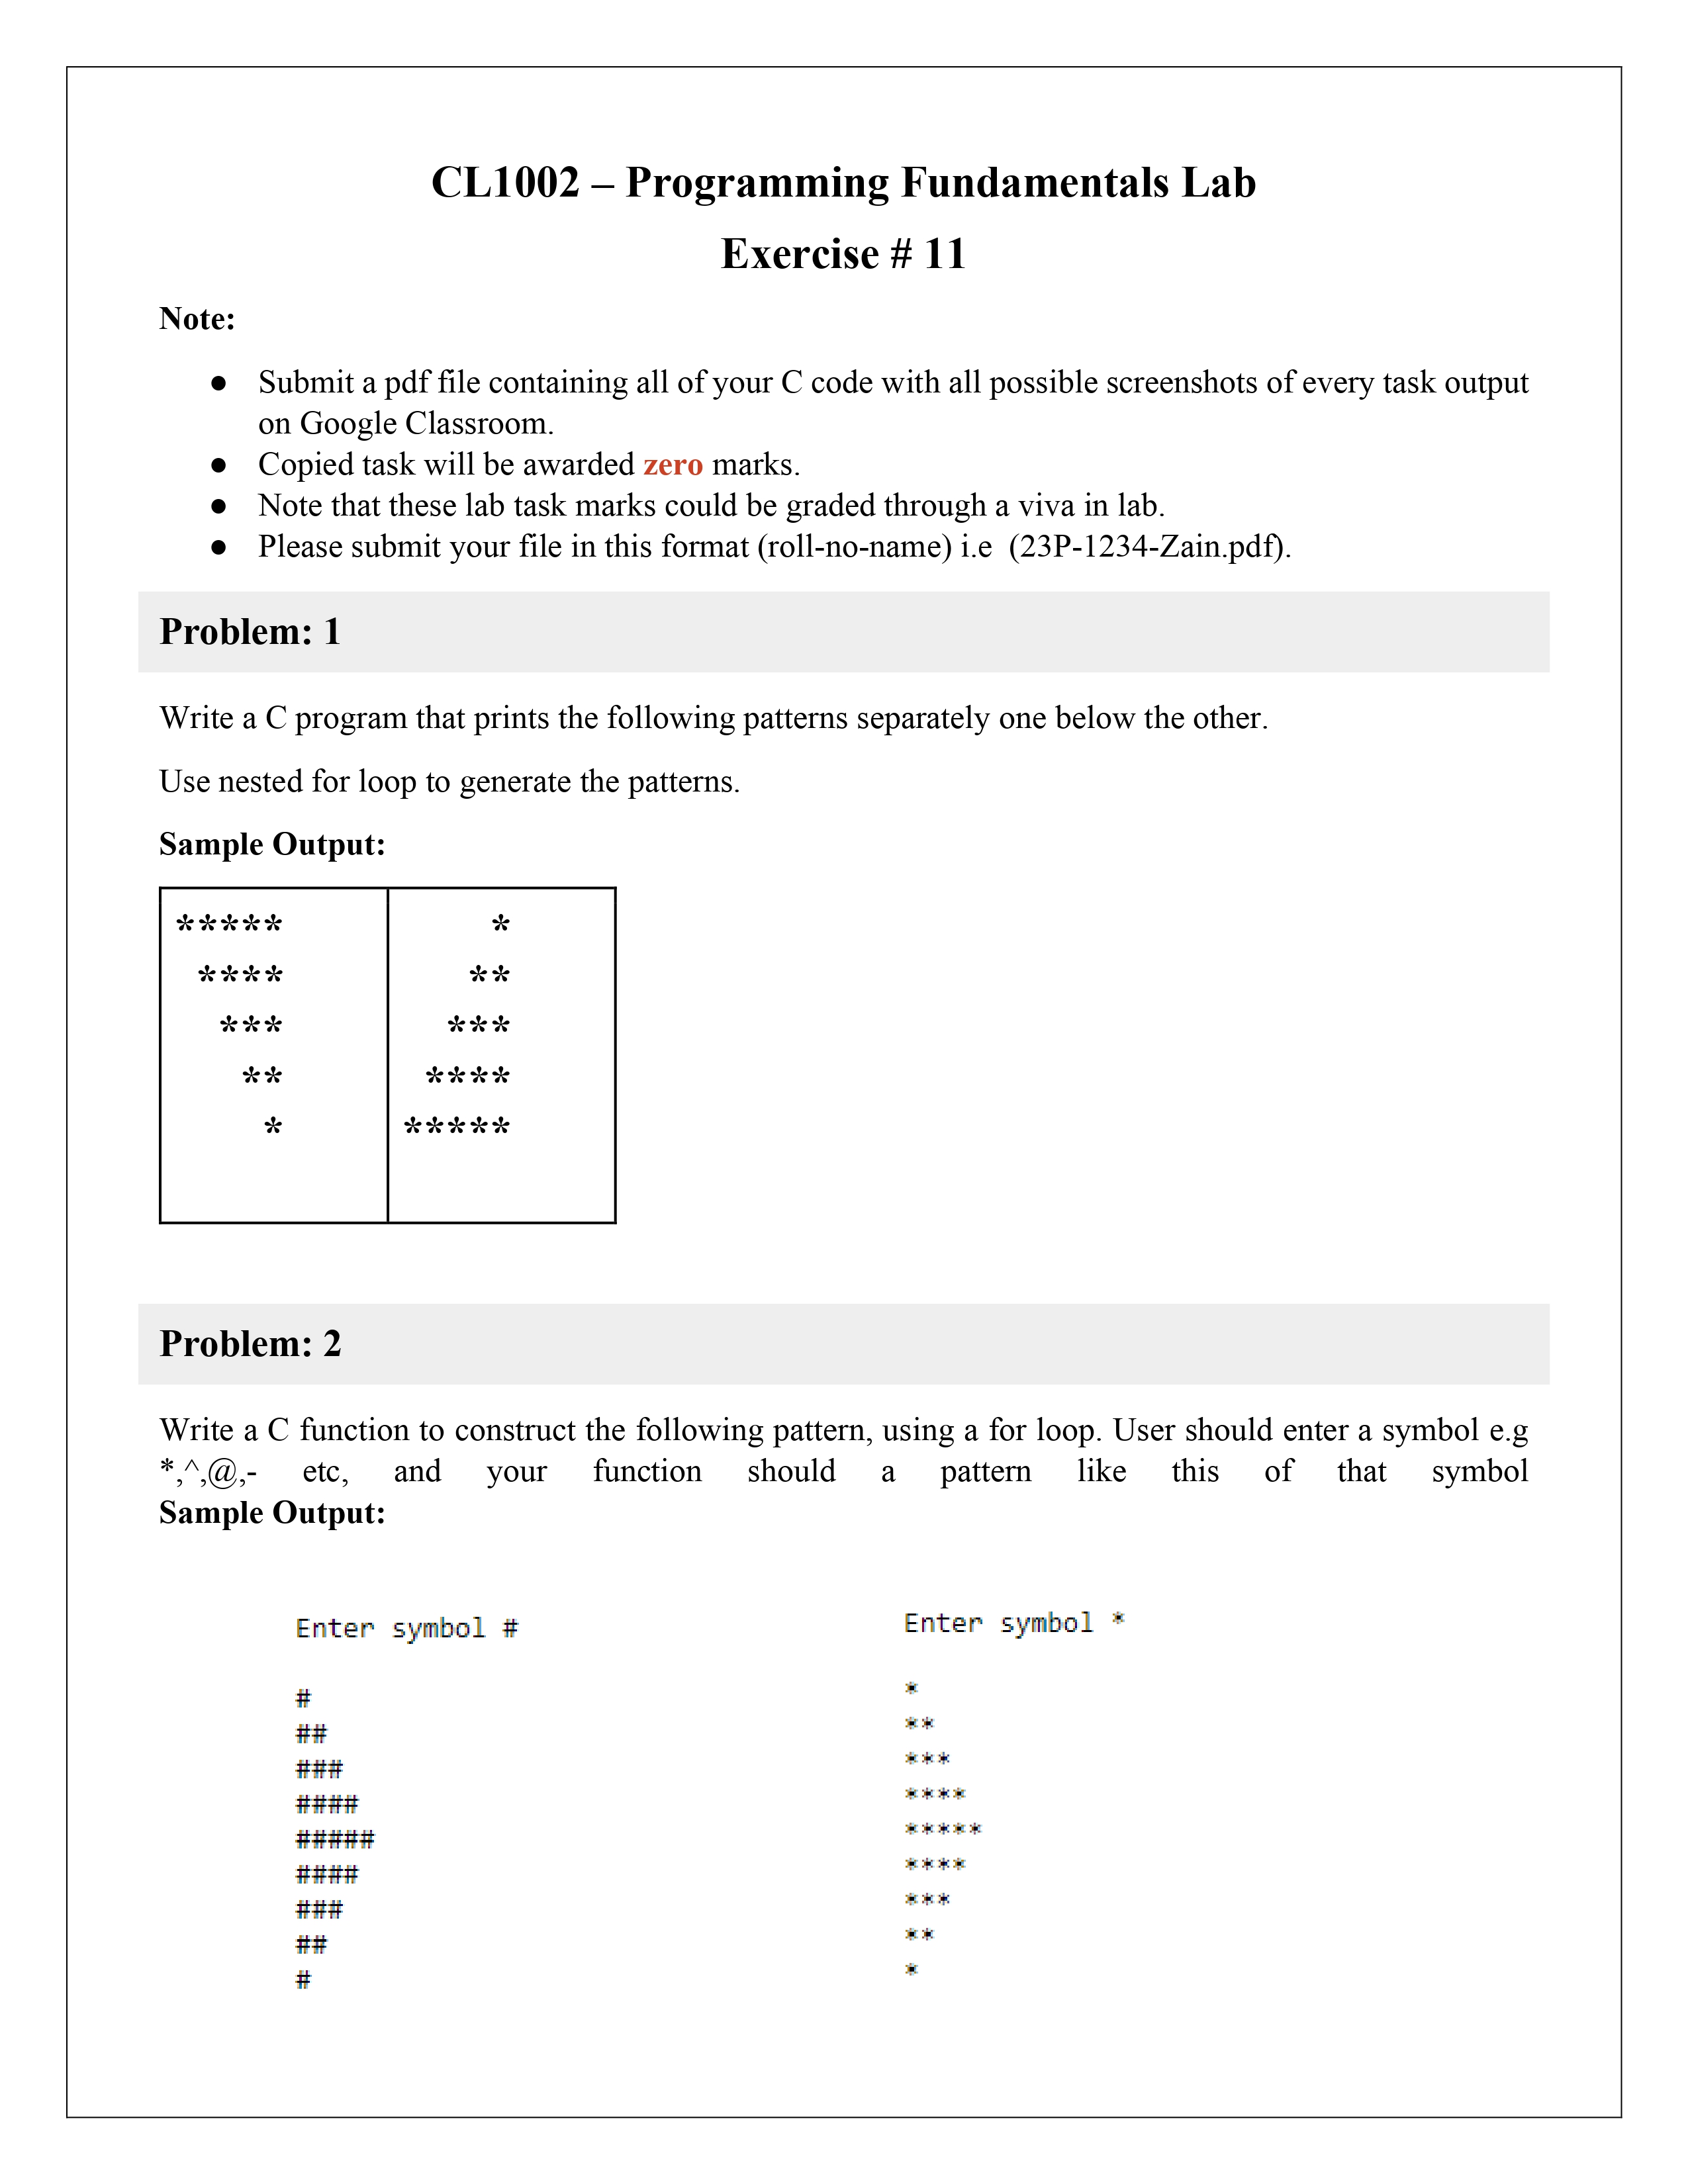 CL1002 – Programming Fundamentals Lab
Exercise # 11
Note:
● Submit a pdf file containing all of your C code with all possible screenshots of every task output
on Google Classroom.
● Copied task will be awarded zero marks.
● Note that these lab task marks could be graded through a viva in lab.
● Please submit your file in this format (roll-no-name) i.e  (23P-1234-Zain.pdf).
Problem: 1
Write a C program that prints the following patterns separately one below the other.
Use nested for loop to generate the patterns.
Sample Output:
*****
 ****
  ***
   **
    *
    *
   **
  ***
 ****
*****
Problem: 2
Write a C function to construct the following pattern, using a for loop. User should enter a symbol e.g
*,^,@,- etc, and your function should a pattern like this of that symbol
Sample Output:
Enter symbol #
#
##
###
####
#####
####
###
##
#
Enter symbol *
*
**
***
****
*****
****
***
**
*